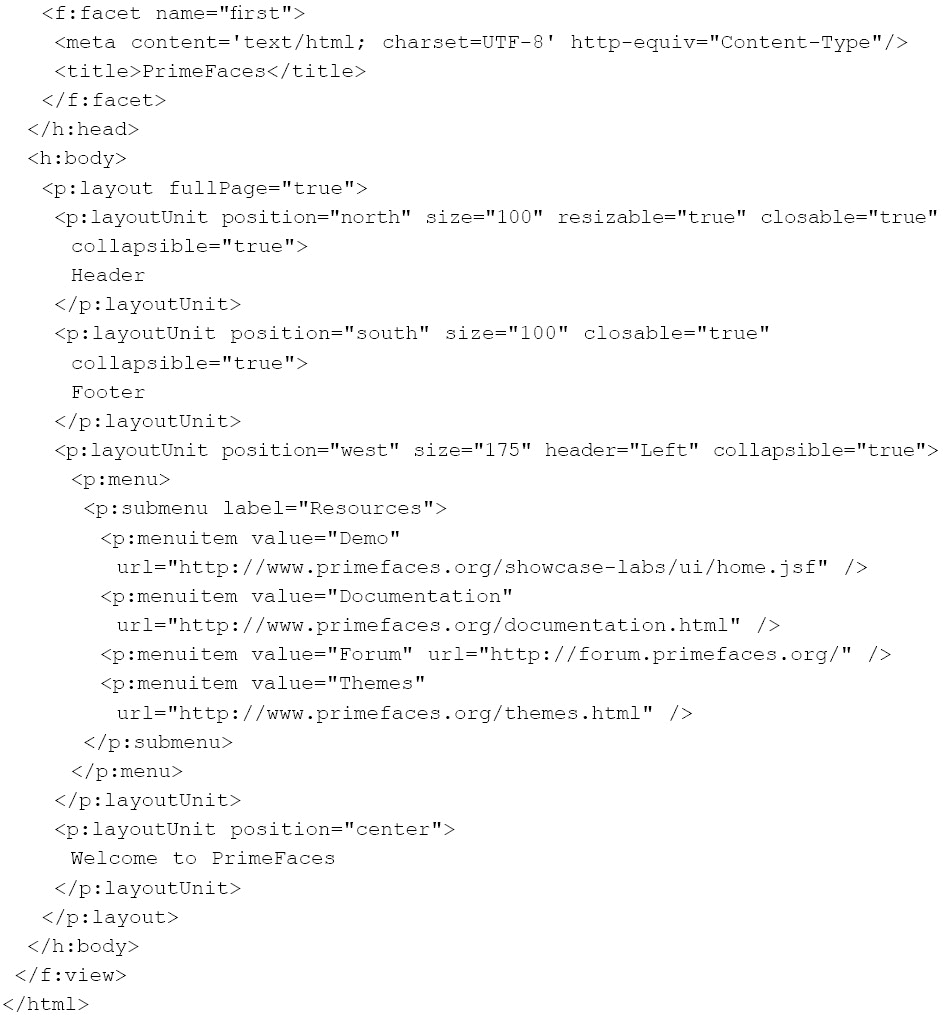 <f:facet name="first">
<meta content='text/html; charset=UTF-8' http-equiv="Content-Type"/>
<title>PrimeFaces</title>
</f:facet>
</h:head>
<h:body>
<p:layout fullPage="true">
<p:layoutUnit position="north" size="100" resizable="true" closable="true"
collapsible="true">
Header
</p:layoutUnit>
<p:layoutUnit position="south" size="100" closable="true"
collapsible="true">
Footer
</p:layoutUnit>
<p:layoutUnit position="west" size="175" header="Left" collapsible="true">
<p:menu>
<p:submenu label="Resources">
<p:menuitem value="Demo"
url="http://www.primefaces.org/showcase-labs/ui/home.jsf" />
<p:menuitem value="Documentation"
url="http://www.primefaces.org/documentation.html" />
<p:menuitem value="Forum" url="http://forum.primefaces.org/" />
<p:menuitem value="Themes"
url="http://www.primefaces.org/themes.html" />
</p:submenu>
</p:menu>
</p:layoutUnit>
<p:layoutUnit position="center">
Welcome to PrimeFaces
</p:layoutUnit>
</p:layout>
</h:body>
</f:view>
</html>